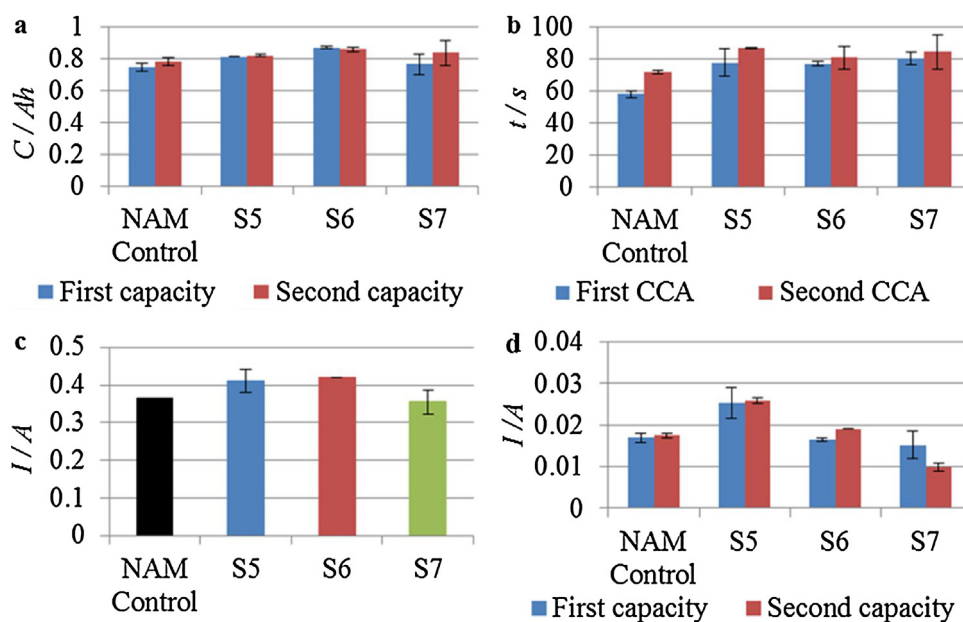 a
C / Ah
1
0.8
0.6
0.4
0.2
0
NAM Control
S5
S6
S7
First capacity
Second capacity
b
t / s
100
80
60
40
20
0
NAM Control
S5
S6
S7
First CCA
Second CCA
c
I / A
0.5
0.4
0.3
0.2
0.1
0
NAM Control
S5
S6
S7
d
I / A
0.04
0.03
0.02
0.01
0
NAM Control
S5
S6
S7
First capacity
Second capacity